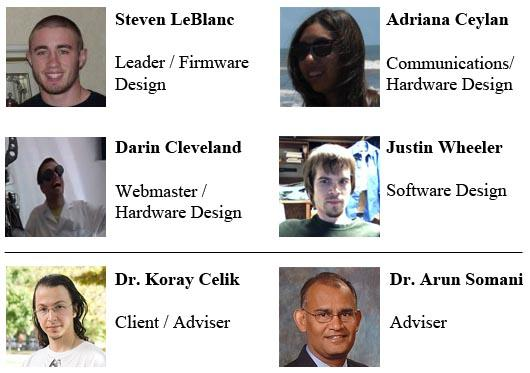 Steven LeBlanc
Leader / Firmware
Design
Adriana Ceylan
Communications/
Hardware Design
Darin Cleveland
Webmaster /
Hardware Design
Justin Wheeler
Software Design
Dr. Koray Celik
Client / Adviser
Dr. Arun Somani
Adviser